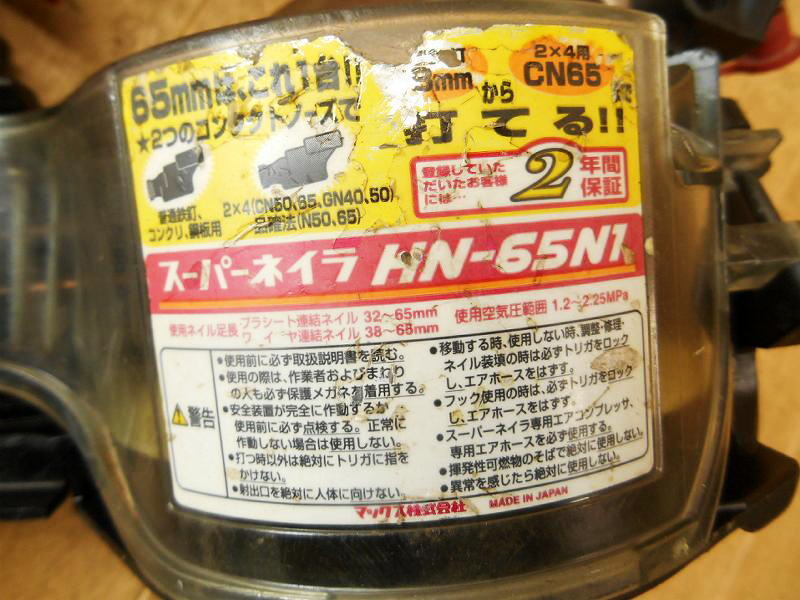 65mmは、これ1台!!
★2つのコンタクトノーズで
3mm から
2×4用
CN65
打てる!!
登録していた
だいたお客様
には…
2年間
保証
普通鉄釘、
コンクリ、鋼板用
2×4(CN50,65,GN40,50)
品確法(N50,65)
スーパーネイラ HN-65N1
使用ネイル足長 プラシート連結ネイル 32～65mm 使用空気圧範囲 1.2～2.25MPa
ワイヤ連結ネイル 38～65mm
警告
●使用前に必ず取扱説明書を読む。
●使用の際は、作業者およびまわり
の人も必ず保護メガネを着用する。
●安全装置が完全に作動するか
使用前に必ず点検する。正常に
作動しない場合は使用しない。
●打つ時以外は絶対にトリガに指を
かけない。
●射出口を絶対に人体に向けない。
●移動する時、使用しない時、調整・修理・
ネイル装填の時は必ずトリガをロック
し、エアホースをはずす。
●フック使用の時は、必ずトリガをロック
し、エアホースをはずす。
●スーパーネイラ専用エアコンプレッサ、
専用エアホースを必ず使用する。
●揮発性可燃物のそばで絶対に使用しない。
●異常を感じたら絶対に使用しない。
マックス株式会社 MADE IN JAPAN